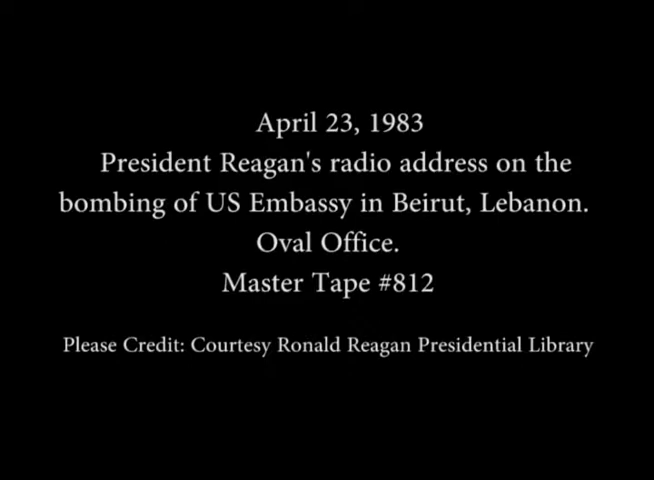 April 23, 1983
President Reagan's radio address on the
bombing of US Embassy in Beirut, Lebanon.
Oval Office.
Master Tape #812
Please Credit: Courtesy Ronald Reagan Presidential Library